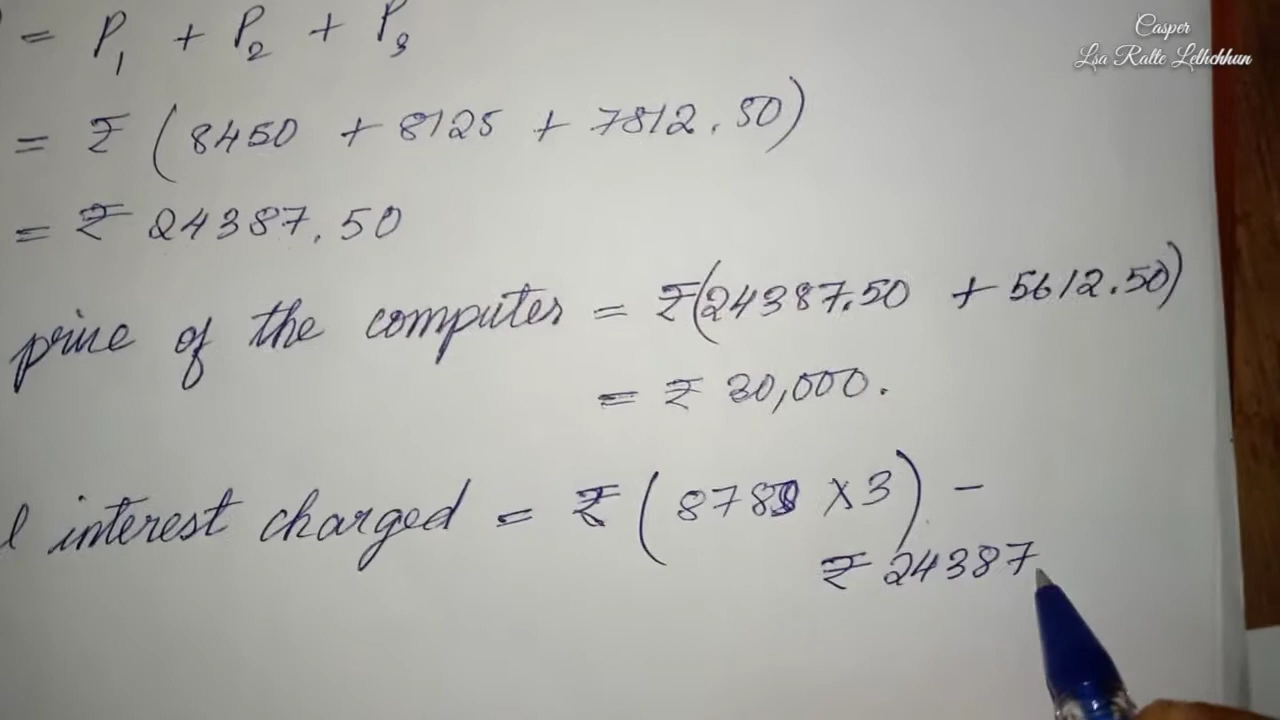 Casper
Lsa Ralte Lelhchhun
= P₁ + P₂ + P₃
= ₹ (8450 + 8125 + 7812.50)
= ₹ 24387.50
price of the computer = ₹(24387.50 + 5612.50)
= ₹ 30,000.
l interest charged = ₹ (8788 × 3) -
₹ 24387